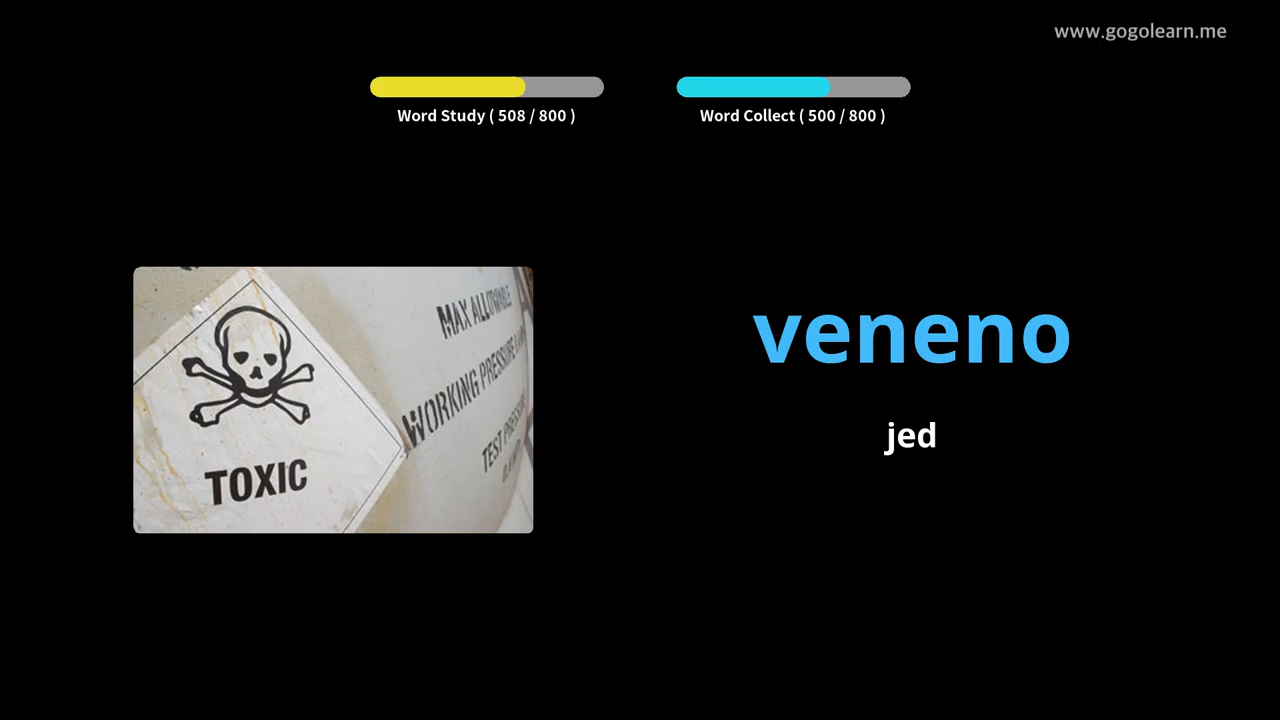 www.gogolearn.me
Word Study ( 508 / 800 )
Word Collect ( 500 / 800 )
MAX ALLOWABLE
WORKING PRESSURE
TEST PRESSURE
TOXIC
veneno
jed